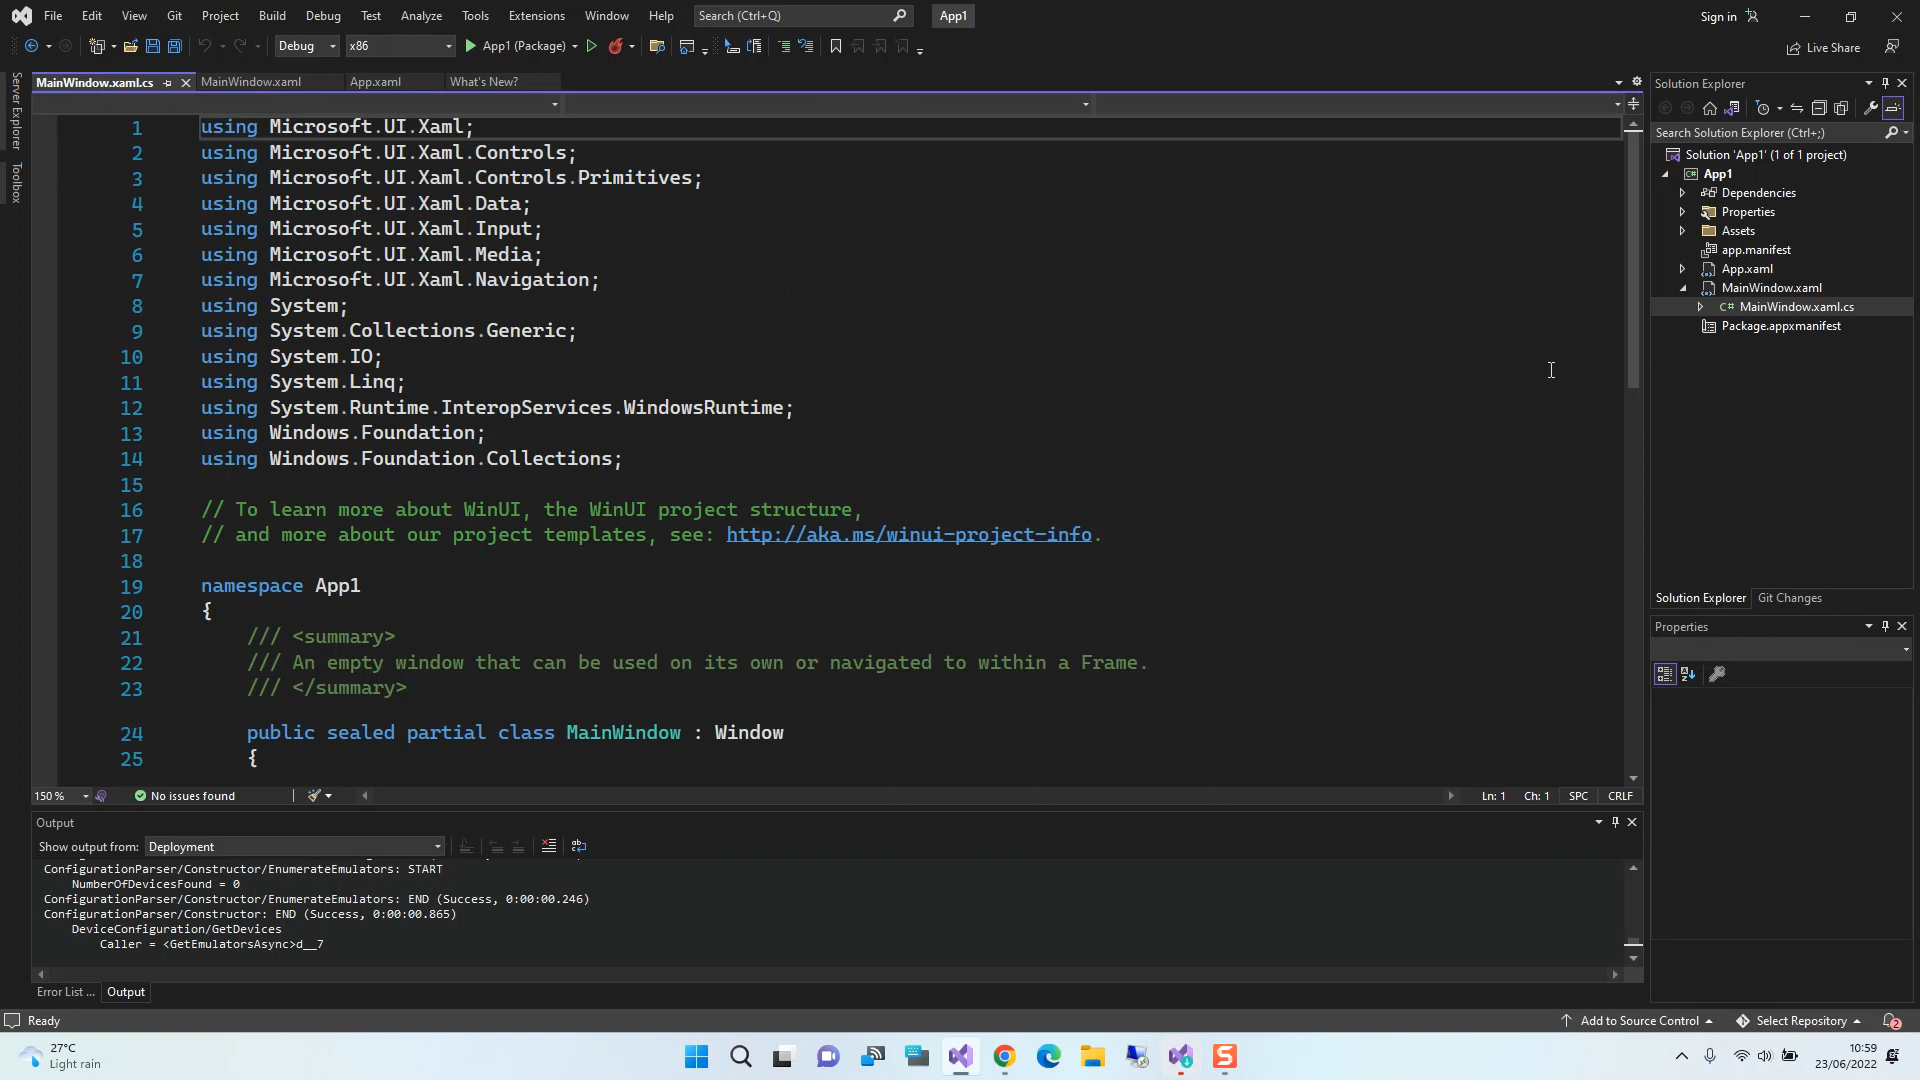 File Edit View Git Project Build Debug Test Analyze Tools Extensions Window Help Search (Ctrl+Q) App1 Sign in
Debug x86 App1 (Package) Live Share
MainWindow.xaml.cs MainWindow.xaml App.xaml What's New?
Server Explorer
Toolbox
1 using Microsoft.UI.Xaml;
2 using Microsoft.UI.Xaml.Controls;
3 using Microsoft.UI.Xaml.Controls.Primitives;
4 using Microsoft.UI.Xaml.Data;
5 using Microsoft.UI.Xaml.Input;
6 using Microsoft.UI.Xaml.Media;
7 using Microsoft.UI.Xaml.Navigation;
8 using System;
9 using System.Collections.Generic;
10 using System.IO;
11 using System.Linq;
12 using System.Runtime.InteropServices.WindowsRuntime;
13 using Windows.Foundation;
14 using Windows.Foundation.Collections;
15
16 // To learn more about WinUI, the WinUI project structure,
17 // and more about our project templates, see: http://aka.ms/winui-project-info.
18
19 namespace App1
20 {
21 /// <summary>
22 /// An empty window that can be used on its own or navigated to within a Frame.
23 /// </summary>
24 public sealed partial class MainWindow : Window
25 {
150 % No issues found Ln: 1 Ch: 1 SPC CRLF
Output
Show output from: Deployment
ConfigurationParser/Constructor/EnumerateEmulators: START
NumberOfDevicesFound = 0
ConfigurationParser/Constructor/EnumerateEmulators: END (Success, 0:00:00.246)
ConfigurationParser/Constructor: END (Success, 0:00:00.865)
DeviceConfiguration/GetDevices
Caller = <GetEmulatorsAsync>d__7
Error List ... Output
Solution Explorer
Search Solution Explorer (Ctrl+;)
Solution 'App1' (1 of 1 project)
C# App1
Dependencies
Properties
Assets
app.manifest
App.xaml
MainWindow.xaml
C# MainWindow.xaml.cs
Package.appxmanifest
Solution Explorer Git Changes
Properties
Ready Add to Source Control Select Repository 2
27°C
Light rain
10:59
23/06/2022